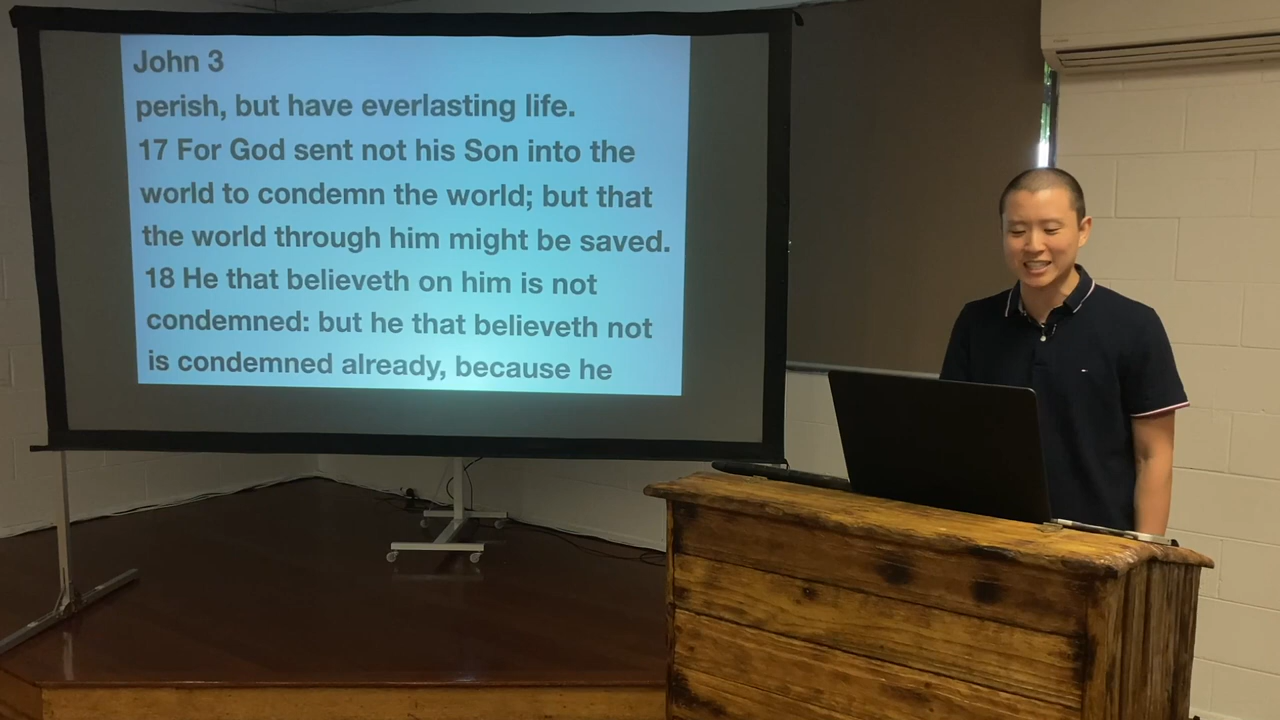 John 3
perish, but have everlasting life.
17 For God sent not his Son into the
world to condemn the world; but that
the world through him might be saved.
18 He that believeth on him is not
condemned: but he that believeth not
is condemned already, because he